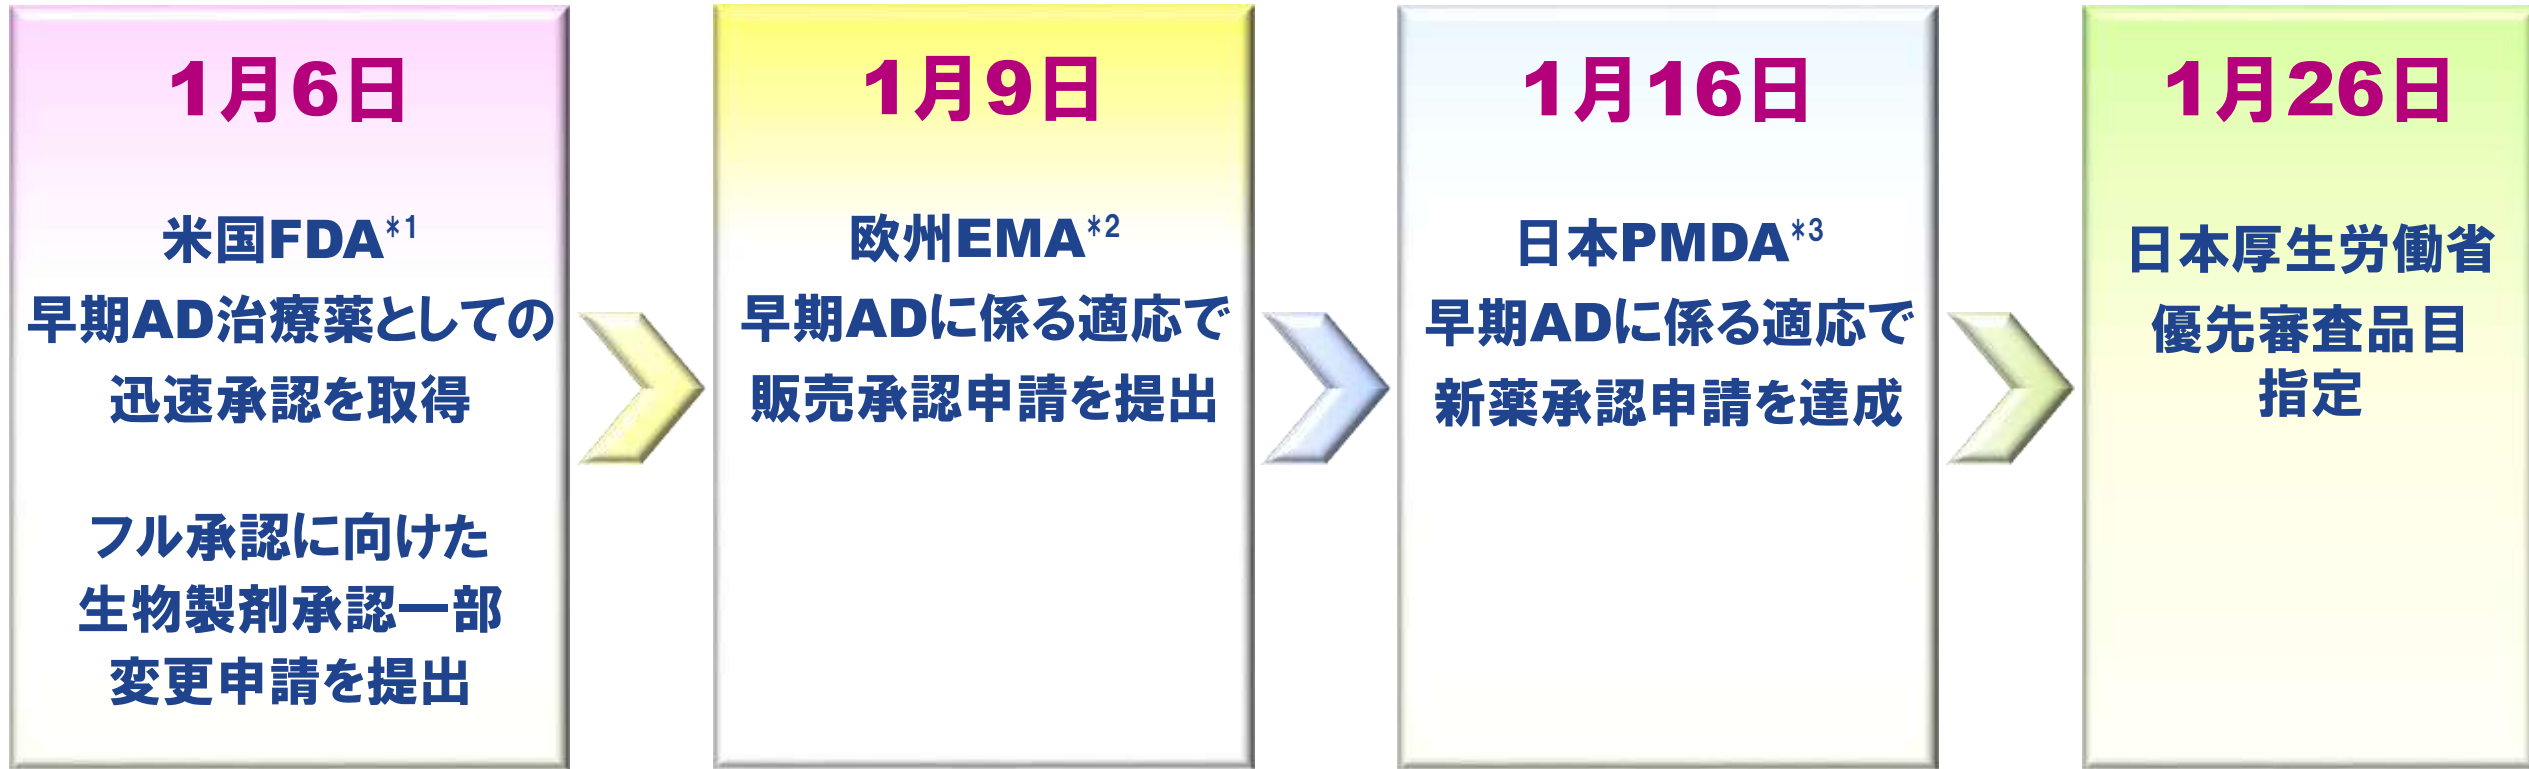 1月6日
米国FDA*1
早期AD治療薬としての
迅速承認を取得
フル承認に向けた
生物製剤承認一部
変更申請を提出
1月9日
欧州EMA*2
早期ADに係る適応で
販売承認申請を提出
1月16日
日本PMDA*3
早期ADに係る適応で
新薬承認申請を達成
1月26日
日本厚生労働省
優先審査品目
指定